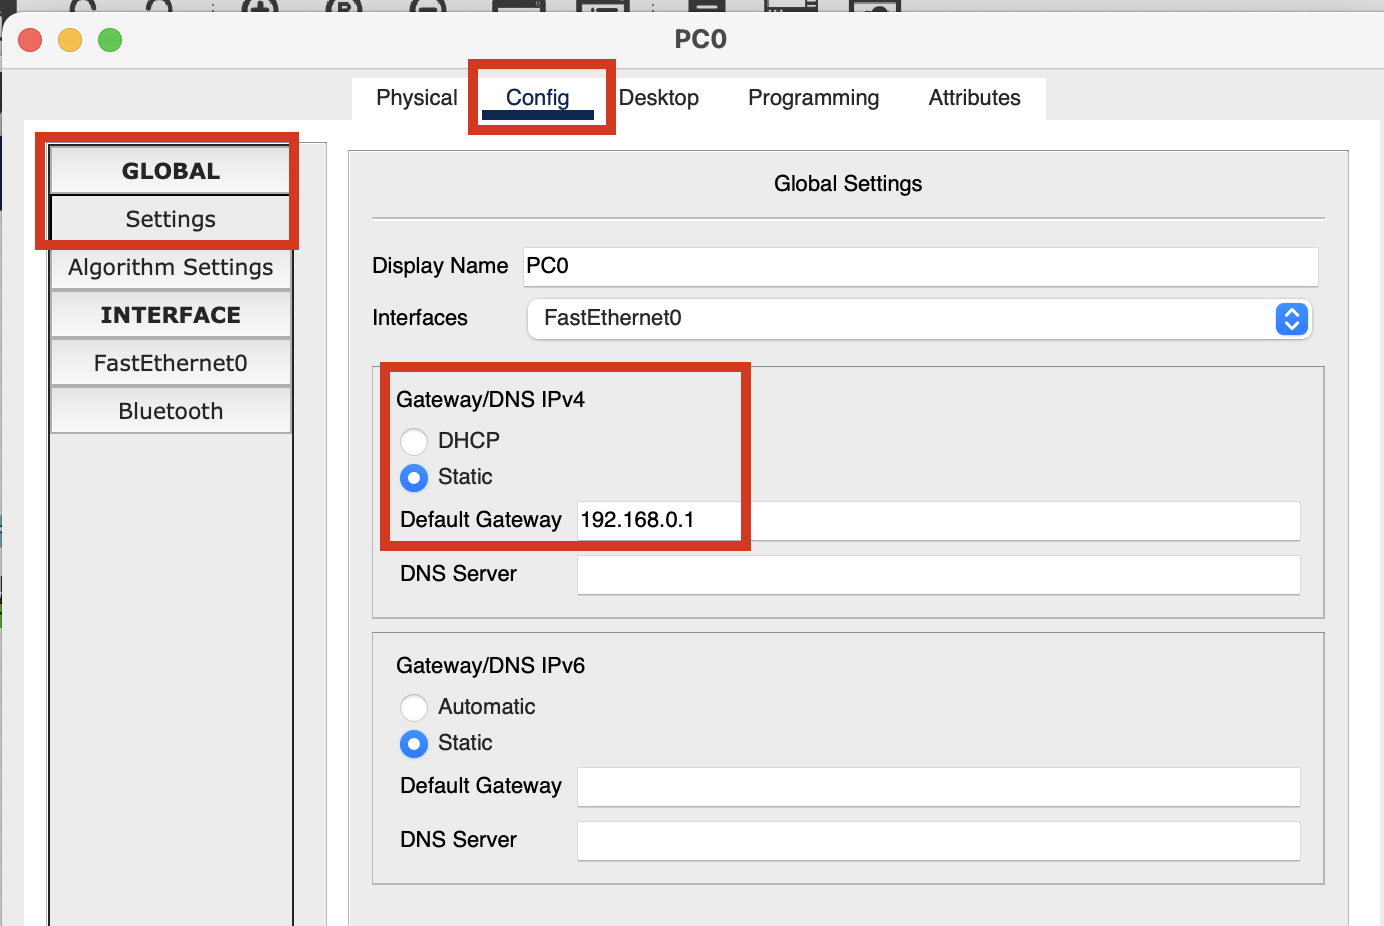 PC0
Physical Config Desktop Programming Attributes
GLOBAL
Settings
Algorithm Settings
INTERFACE
FastEthernet0
Bluetooth
Global Settings
Display Name PC0
Interfaces FastEthernet0
Gateway/DNS IPv4
DHCP
Static
Default Gateway 192.168.0.1
DNS Server
Gateway/DNS IPv6
Automatic
Static
Default Gateway
DNS Server